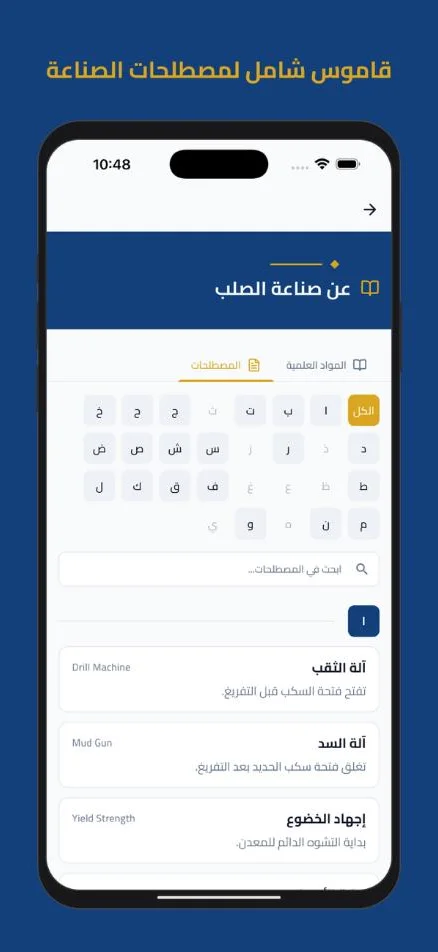 قاموس شامل لمصطلحات الصناعة
10:48
عن صناعة الصلب
المواد العلمية
المصطلحات
الكل ا ب ت ث ج ح خ
د ذ ر ز س ش ص ض
ط ظ ع غ ف ق ك ل
م ن ه و ي
ابحث في المصطلحات...
ا
آلة الثقب
Drill Machine
تفتح فتحة السكب قبل التفريغ.
آلة السد
Mud Gun
تغلق فتحة سكب الحديد بعد التفريغ.
إجهاد الخضوع
Yield Strength
بداية التشوه الدائم للمعدن.